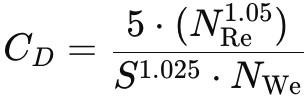 C_D = \frac{5 \cdot (N_{\text{Re}}^{1.05})}{S^{1.025} \cdot N_{\text{We}}}